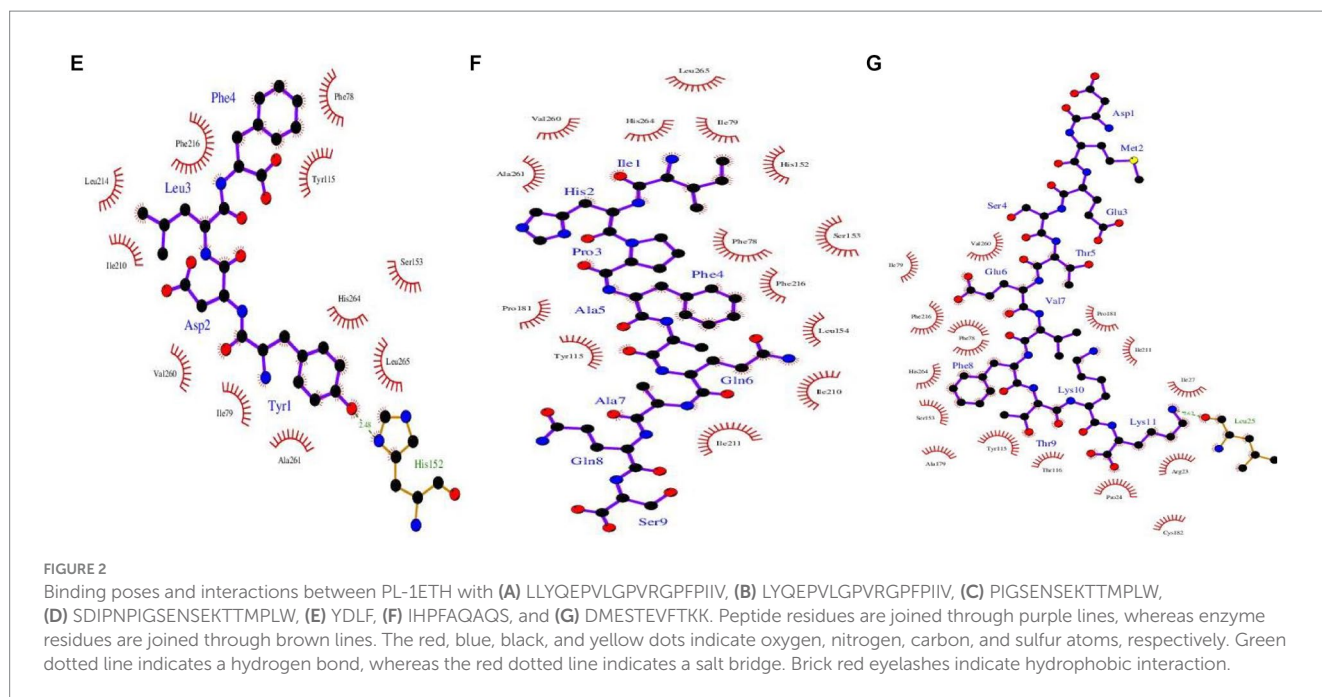 E
Phe4
Phe78
Phe216
Tyr115
Leu214
Leu3
Ile210
Ser153
His264
Asp2
Leu265
Val260
Ile79
Tyr1
2.48
Ala261
His152
F
Leu265
Val260
His264
Ile79
Ile1
His152
Ala261
His2
Ser153
Phe78
Pro3
Phe4
Phe216
Ala5
Pro181
Leu154
Tyr115
Gln6
Ile210
Ala7
Ile211
Gln8
Ser9
G
Asp1
Met2
Ser4
Glu3
Val260
Thr5
Ile79
Glu6
Val7
Phe216
Pro181
Phe78
Ile211
His264
Phe8
Ile27
Lys10
Ser153
Lys11
Leu25
Thr9
Ala179
Tyr115
Thr116
Arg23
Pro24
Cys182
FIGURE 2
Binding poses and interactions between PL-1ETH with (A) LLYQEPVLGPVRGPFPIIV, (B) LYQEPVLGPVRGPFPIIV, (C) PIGSENSEKTTMPLW,
(D) SDIPNPIGSENSEKTTMPLW, (E) YDLF, (F) IHPFAQAQS, and (G) DMESTEVFTKK. Peptide residues are joined through purple lines, whereas enzyme
residues are joined through brown lines. The red, blue, black, and yellow dots indicate oxygen, nitrogen, carbon, and sulfur atoms, respectively. Green
dotted line indicates a hydrogen bond, whereas the red dotted line indicates a salt bridge. Brick red eyelashes indicate hydrophobic interaction.